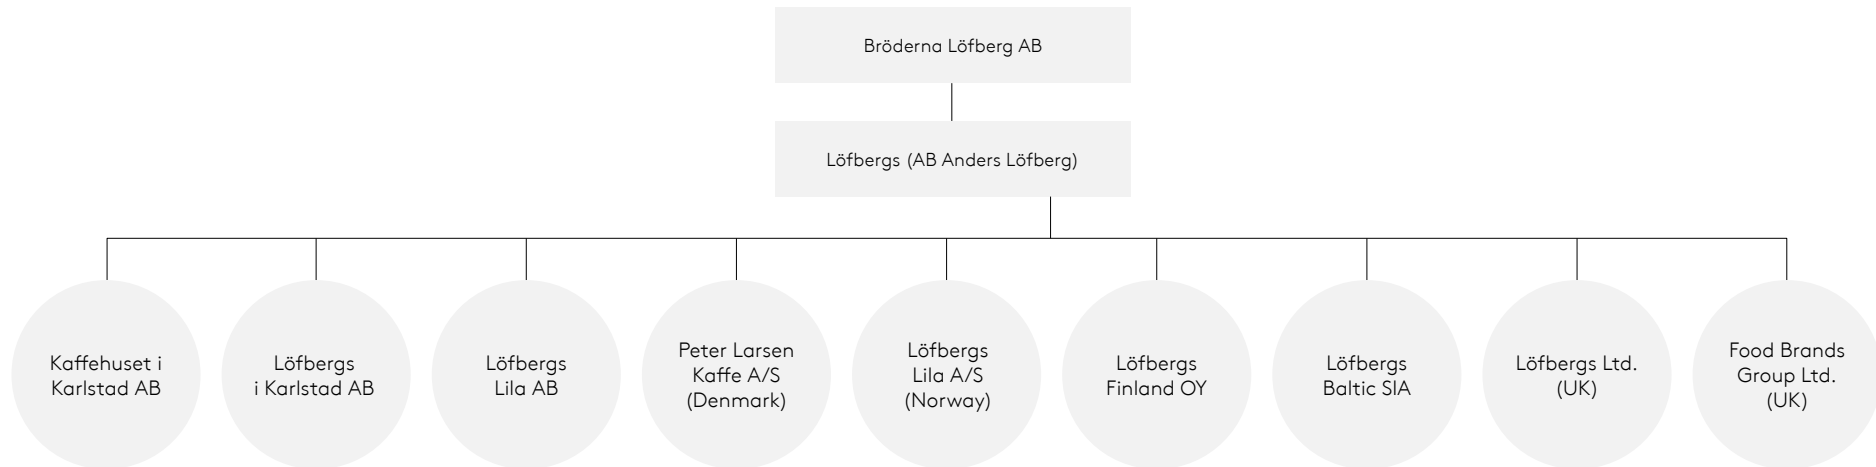 Bröderna Löfberg AB
Löfbergs (AB Anders Löfberg)
Kaffehuset i
Karlstad AB
Löfbergs
i Karlstad AB
Löfbergs
Lila AB
Peter Larsen
Kaffe A/S
(Denmark)
Löfbergs
Lila A/S
(Norway)
Löfbergs
Finland OY
Löfbergs
Baltic SIA
Löfbergs Ltd.
(UK)
Food Brands
Group Ltd.
(UK)